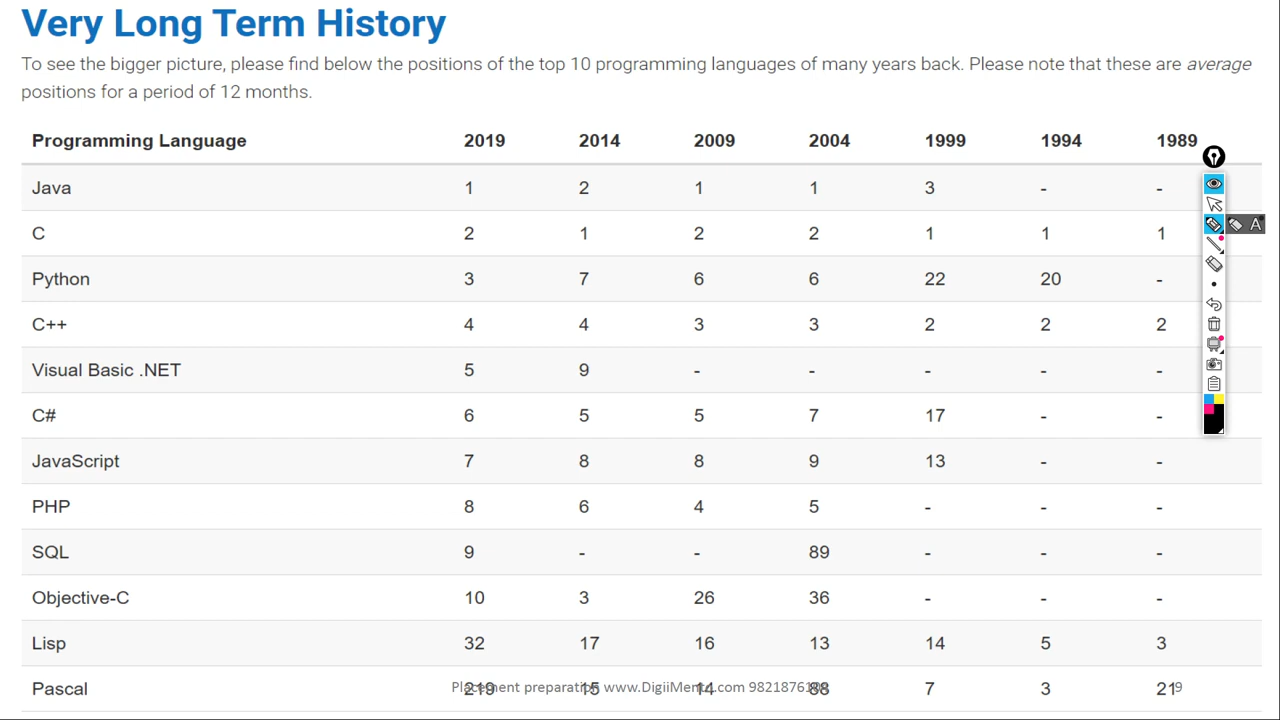 Very Long Term History
To see the bigger picture, please find below the positions of the top 10 programming languages of many years back. Please note that these are average
positions for a period of 12 months.
Programming Language 2019 2014 2009 2004 1999 1994 1989
Java 1 2 1 1 3 - -
C 2 1 2 2 1 1 1
A
Python 3 7 6 6 22 20 -
C++ 4 4 3 3 2 2 2
Visual Basic .NET 5 9 - - - - -
C# 6 5 5 7 17 - -
JavaScript 7 8 8 9 13 - -
PHP 8 6 4 5 - - -
SQL 9 - - 89 - - -
Objective-C 10 3 26 36 - - -
Lisp 32 17 16 13 14 5 3
Pascal 219 15 14 88 7 3 21
Placement preparation www.DigiiMento.com 9